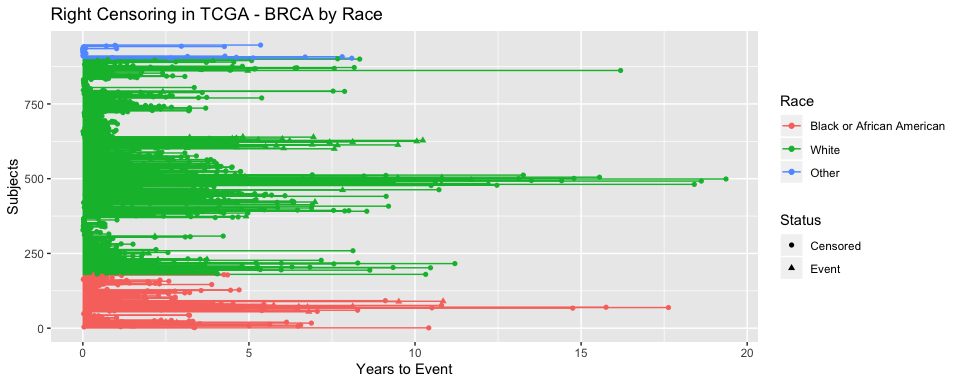 Right Censoring in TCGA - BRCA by Race
Subjects
750
500
250
0
0 5 10 15 20
Years to Event
Race
Black or African American
White
Other
Status
Censored
Event